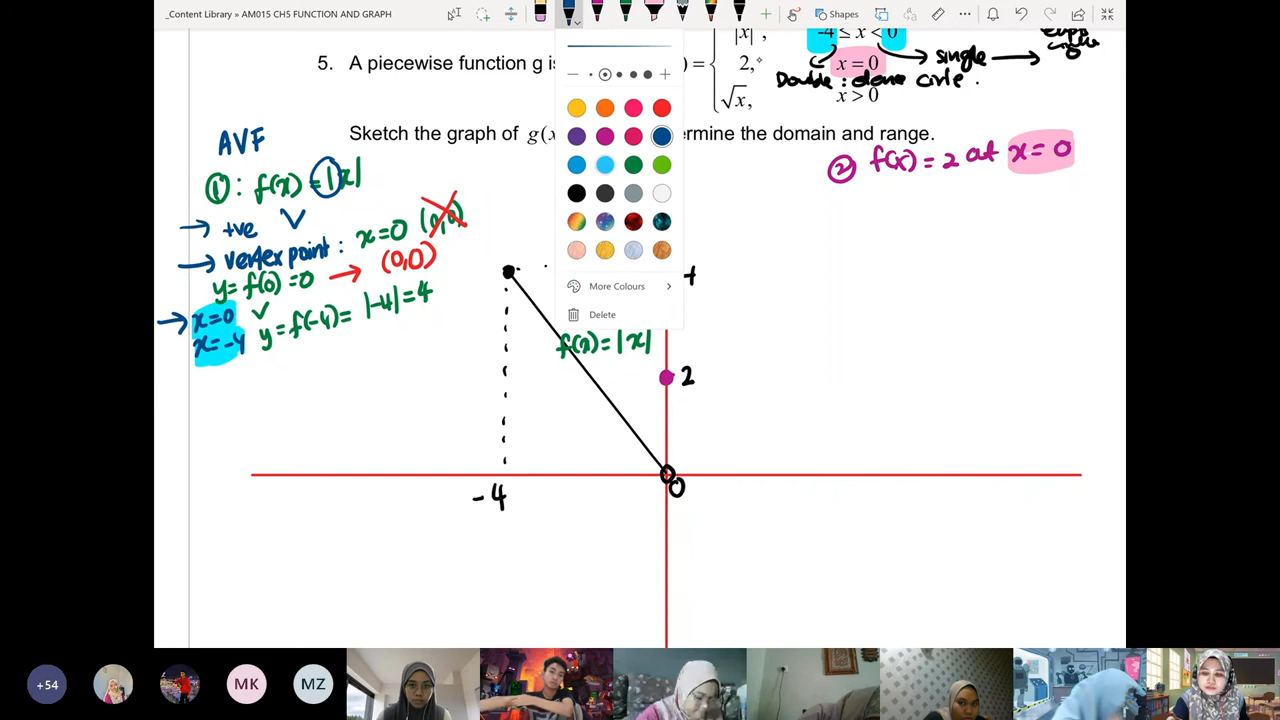 _Content Library » AM015 CH5 FUNCTION AND GRAPH
Shapes
|x| , -4 ≤ x < 0
5. A piecewise function g is ) = { 2, x = 0
single
Double : dense circle .
√x, x > 0
Sketch the graph of g(x ermine the domain and range.
② f(x) = 2 at x = 0
AVF
①: f(x) = |x|
→ +ve V
→ vertex point : x=0 (0,0)
y= f(0) =0 → (0,0)
→ x=0 ✓
x=-4 y= f(-4) = |-4| = 4
More Colours
Delete
f(x) = |x|
2
-4
0
+54
MK
MZ